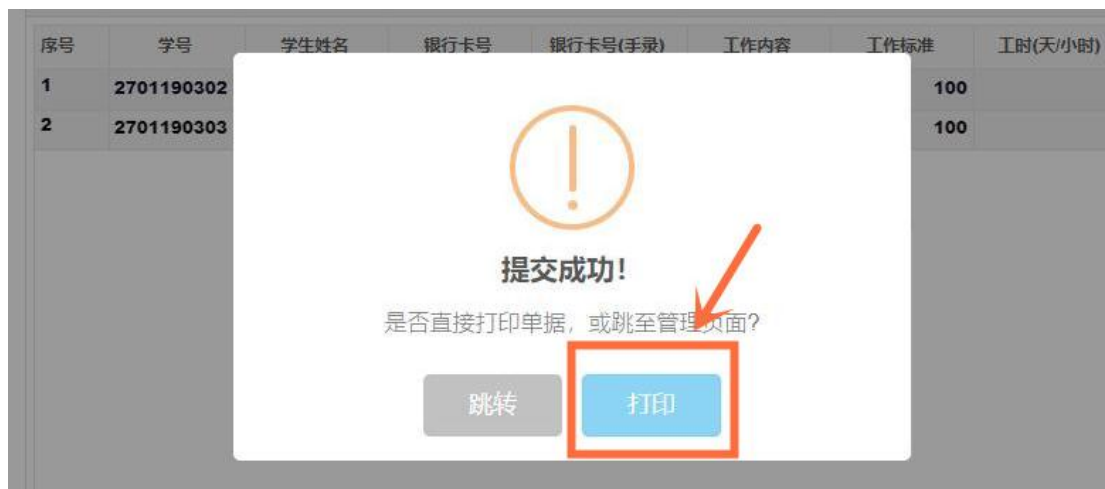 序号 学号 学生姓名 银行卡号 银行卡号(手录) 工作内容 工作标准 工时(天/小时)
1 2701190302 100
2 2701190303 100
提交成功!
是否直接打印单据，或跳至管理页面?
跳转 打印